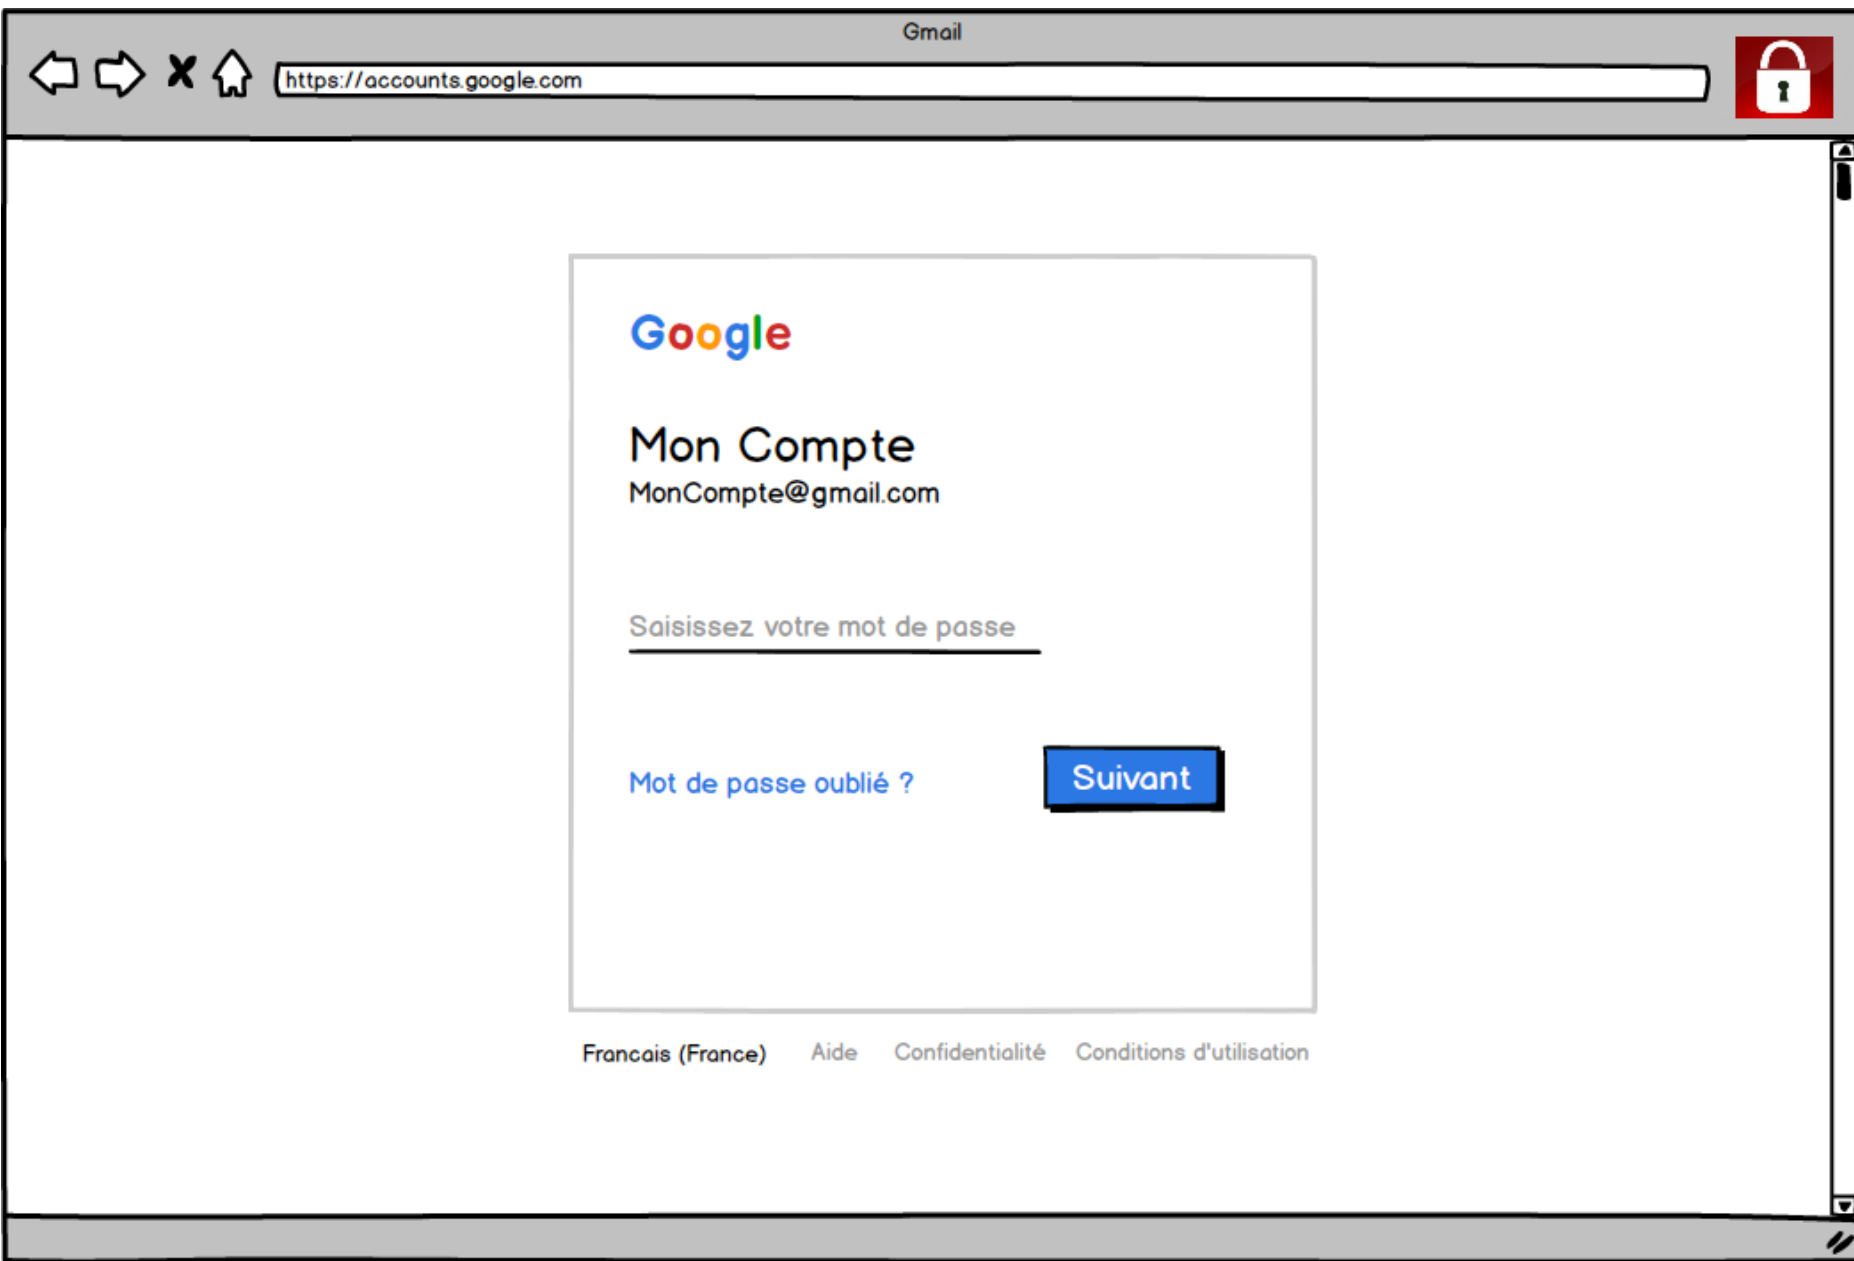 Gmail
https://accounts.google.com
Google
Mon Compte
MonCompte@gmail.com
Saisissez votre mot de passe
Mot de passe oublié ? Suivant
Francais (France) Aide Confidentialité Conditions d'utilisation